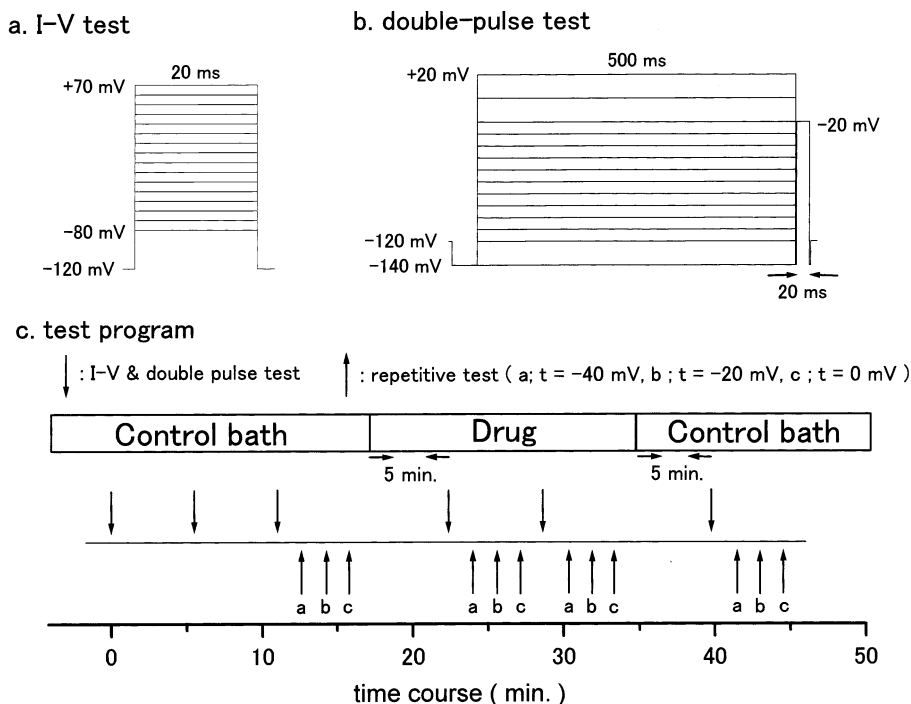 a. I-V test
20 ms
+70 mV
−80 mV
−120 mV
b. double-pulse test
500 ms
+20 mV
−20 mV
−120 mV
−140 mV
20 ms
c. test program
: I-V & double pulse test
: repetitive test ( a; t = −40 mV, b ; t = −20 mV, c ; t = 0 mV )
Control bath Drug Control bath
5 min. 5 min.
a b c a b c a b c a b c
0 10 20 30 40 50
time course ( min. )